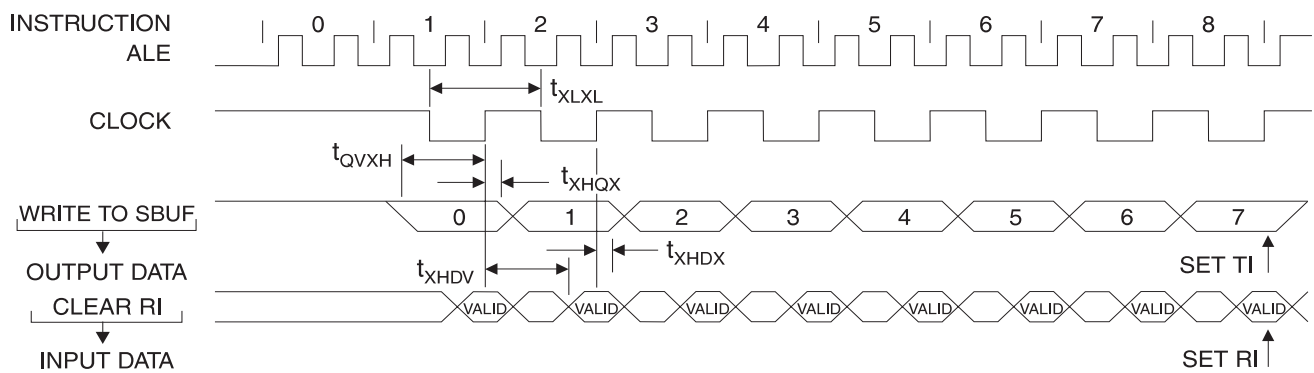 INSTRUCTION 0 1 2 3 4 5 6 7 8
ALE
tXLXL
CLOCK
tQVXH
tXHQX
WRITE TO SBUF 0 1 2 3 4 5 6 7
tXHDX
tXHDV
SET TI
OUTPUT DATA
CLEAR RI VALID VALID VALID VALID VALID VALID VALID VALID
INPUT DATA
SET RI